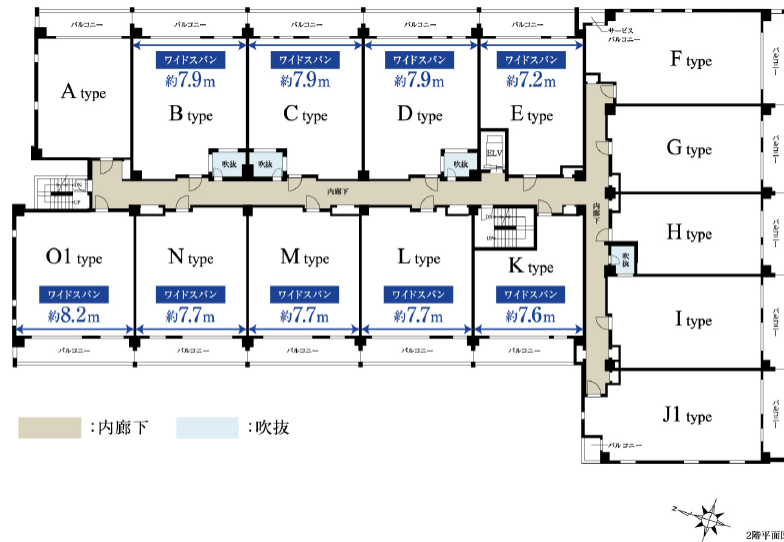 バルコニー
バルコニー
バルコニー
バルコニー
バルコニー
サービス
バルコニー
A type
ワイドスパン
約7.9m
B type
ワイドスパン
約7.9m
C type
ワイドスパン
約7.9m
D type
ワイドスパン
約7.2m
E type
F type
バルコニー
G type
バルコニー
H type
バルコニー
I type
バルコニー
J1 type
バルコニー
バルコニー
吹抜
吹抜
吹抜
ELV
DN
UP
内廊下
内廊下
DN
UP
吹抜
O1 type
ワイドスパン
約8.2m
N type
ワイドスパン
約7.7m
M type
ワイドスパン
約7.7m
L type
ワイドスパン
約7.7m
K type
ワイドスパン
約7.6m
バルコニー
バルコニー
バルコニー
バルコニー
バルコニー
:内廊下
:吹抜
N
2階平面図